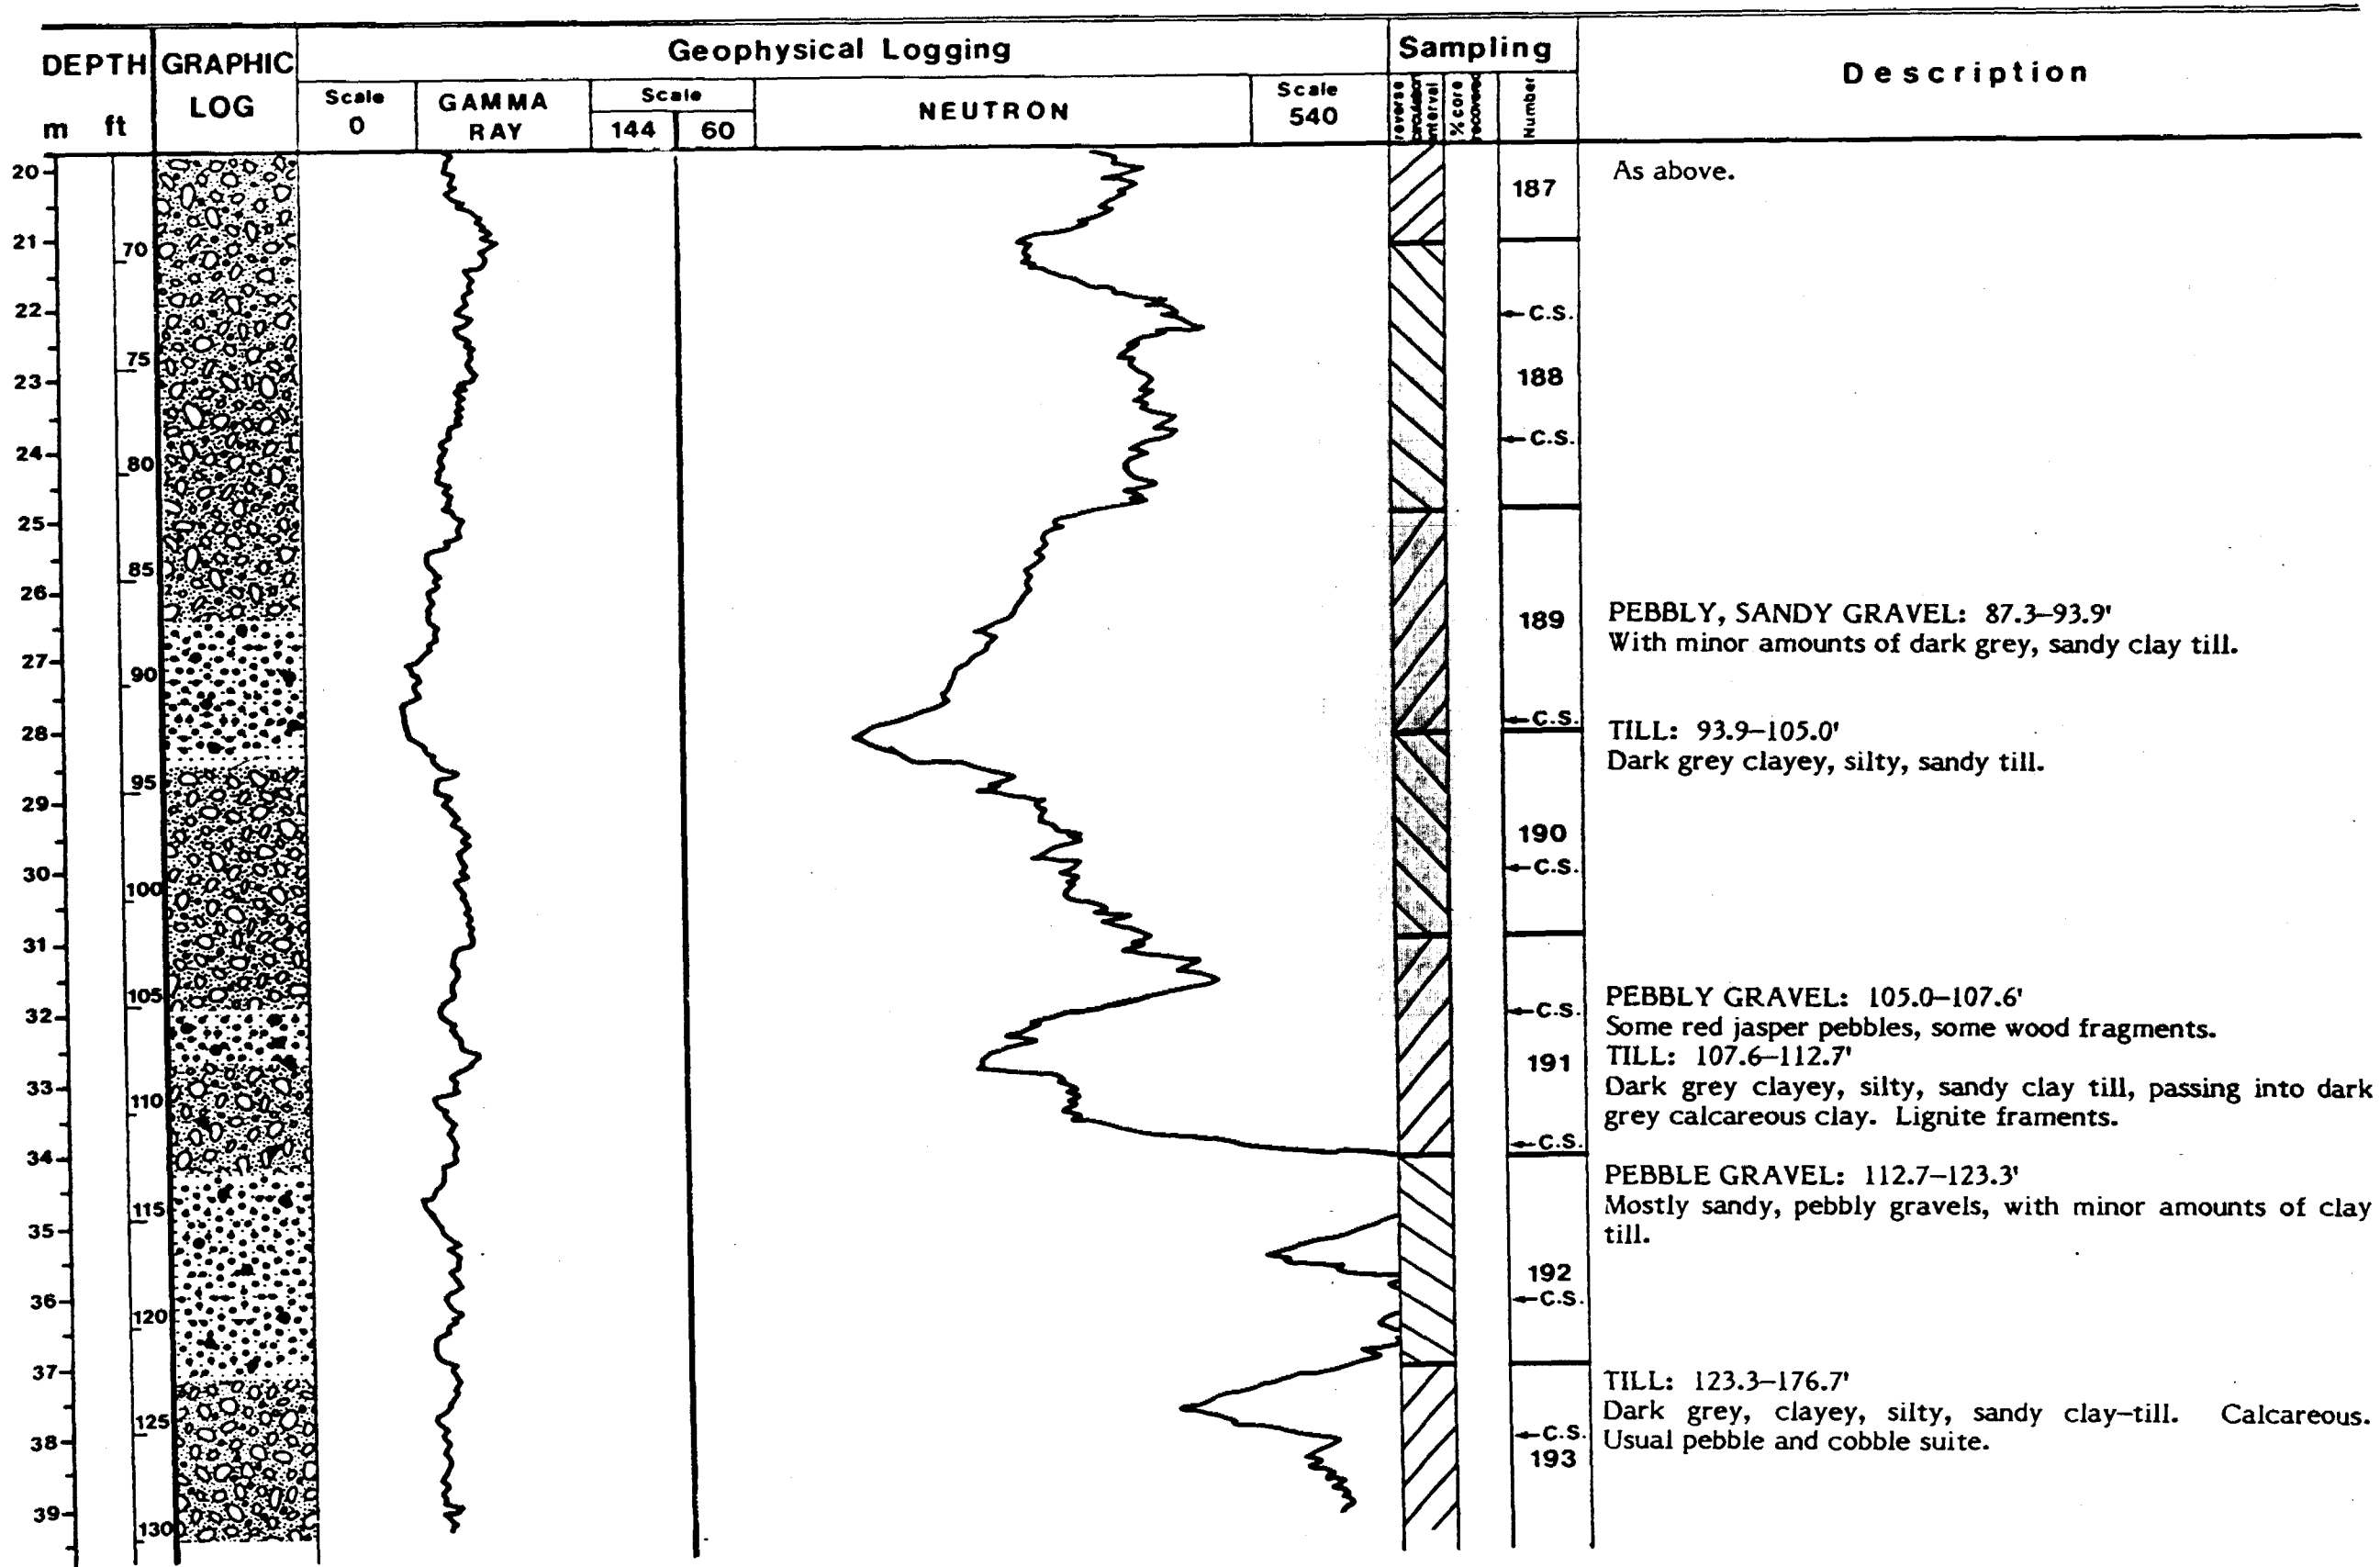 DEPTH
m ft
GRAPHIC
LOG
Geophysical Logging
Scale
0
GAMMA
RAY
Scale
144 60
NEUTRON
Scale
540
Sampling
reverse
circulation
interval
% core
recovered
Number
Description
20
21
22
23
24
25
26
27
28
29
30
31
32
33
34
35
36
37
38
39
70
75
80
85
90
95
100
105
110
115
120
125
130
187
C.S.
188
C.S.
189
C.S.
190
C.S.
C.S.
191
C.S.
192
C.S.
C.S.
193
As above.
PEBBLY, SANDY GRAVEL: 87.3–93.9'
With minor amounts of dark grey, sandy clay till.
TILL: 93.9–105.0'
Dark grey clayey, silty, sandy till.
PEBBLY GRAVEL: 105.0–107.6'
Some red jasper pebbles, some wood fragments.
TILL: 107.6–112.7'
Dark grey clayey, silty, sandy clay till, passing into dark
grey calcareous clay. Lignite framents.
PEBBLE GRAVEL: 112.7–123.3'
Mostly sandy, pebbly gravels, with minor amounts of clay
till.
TILL: 123.3–176.7'
Dark grey, clayey, silty, sandy clay–till. Calcareous.
Usual pebble and cobble suite.